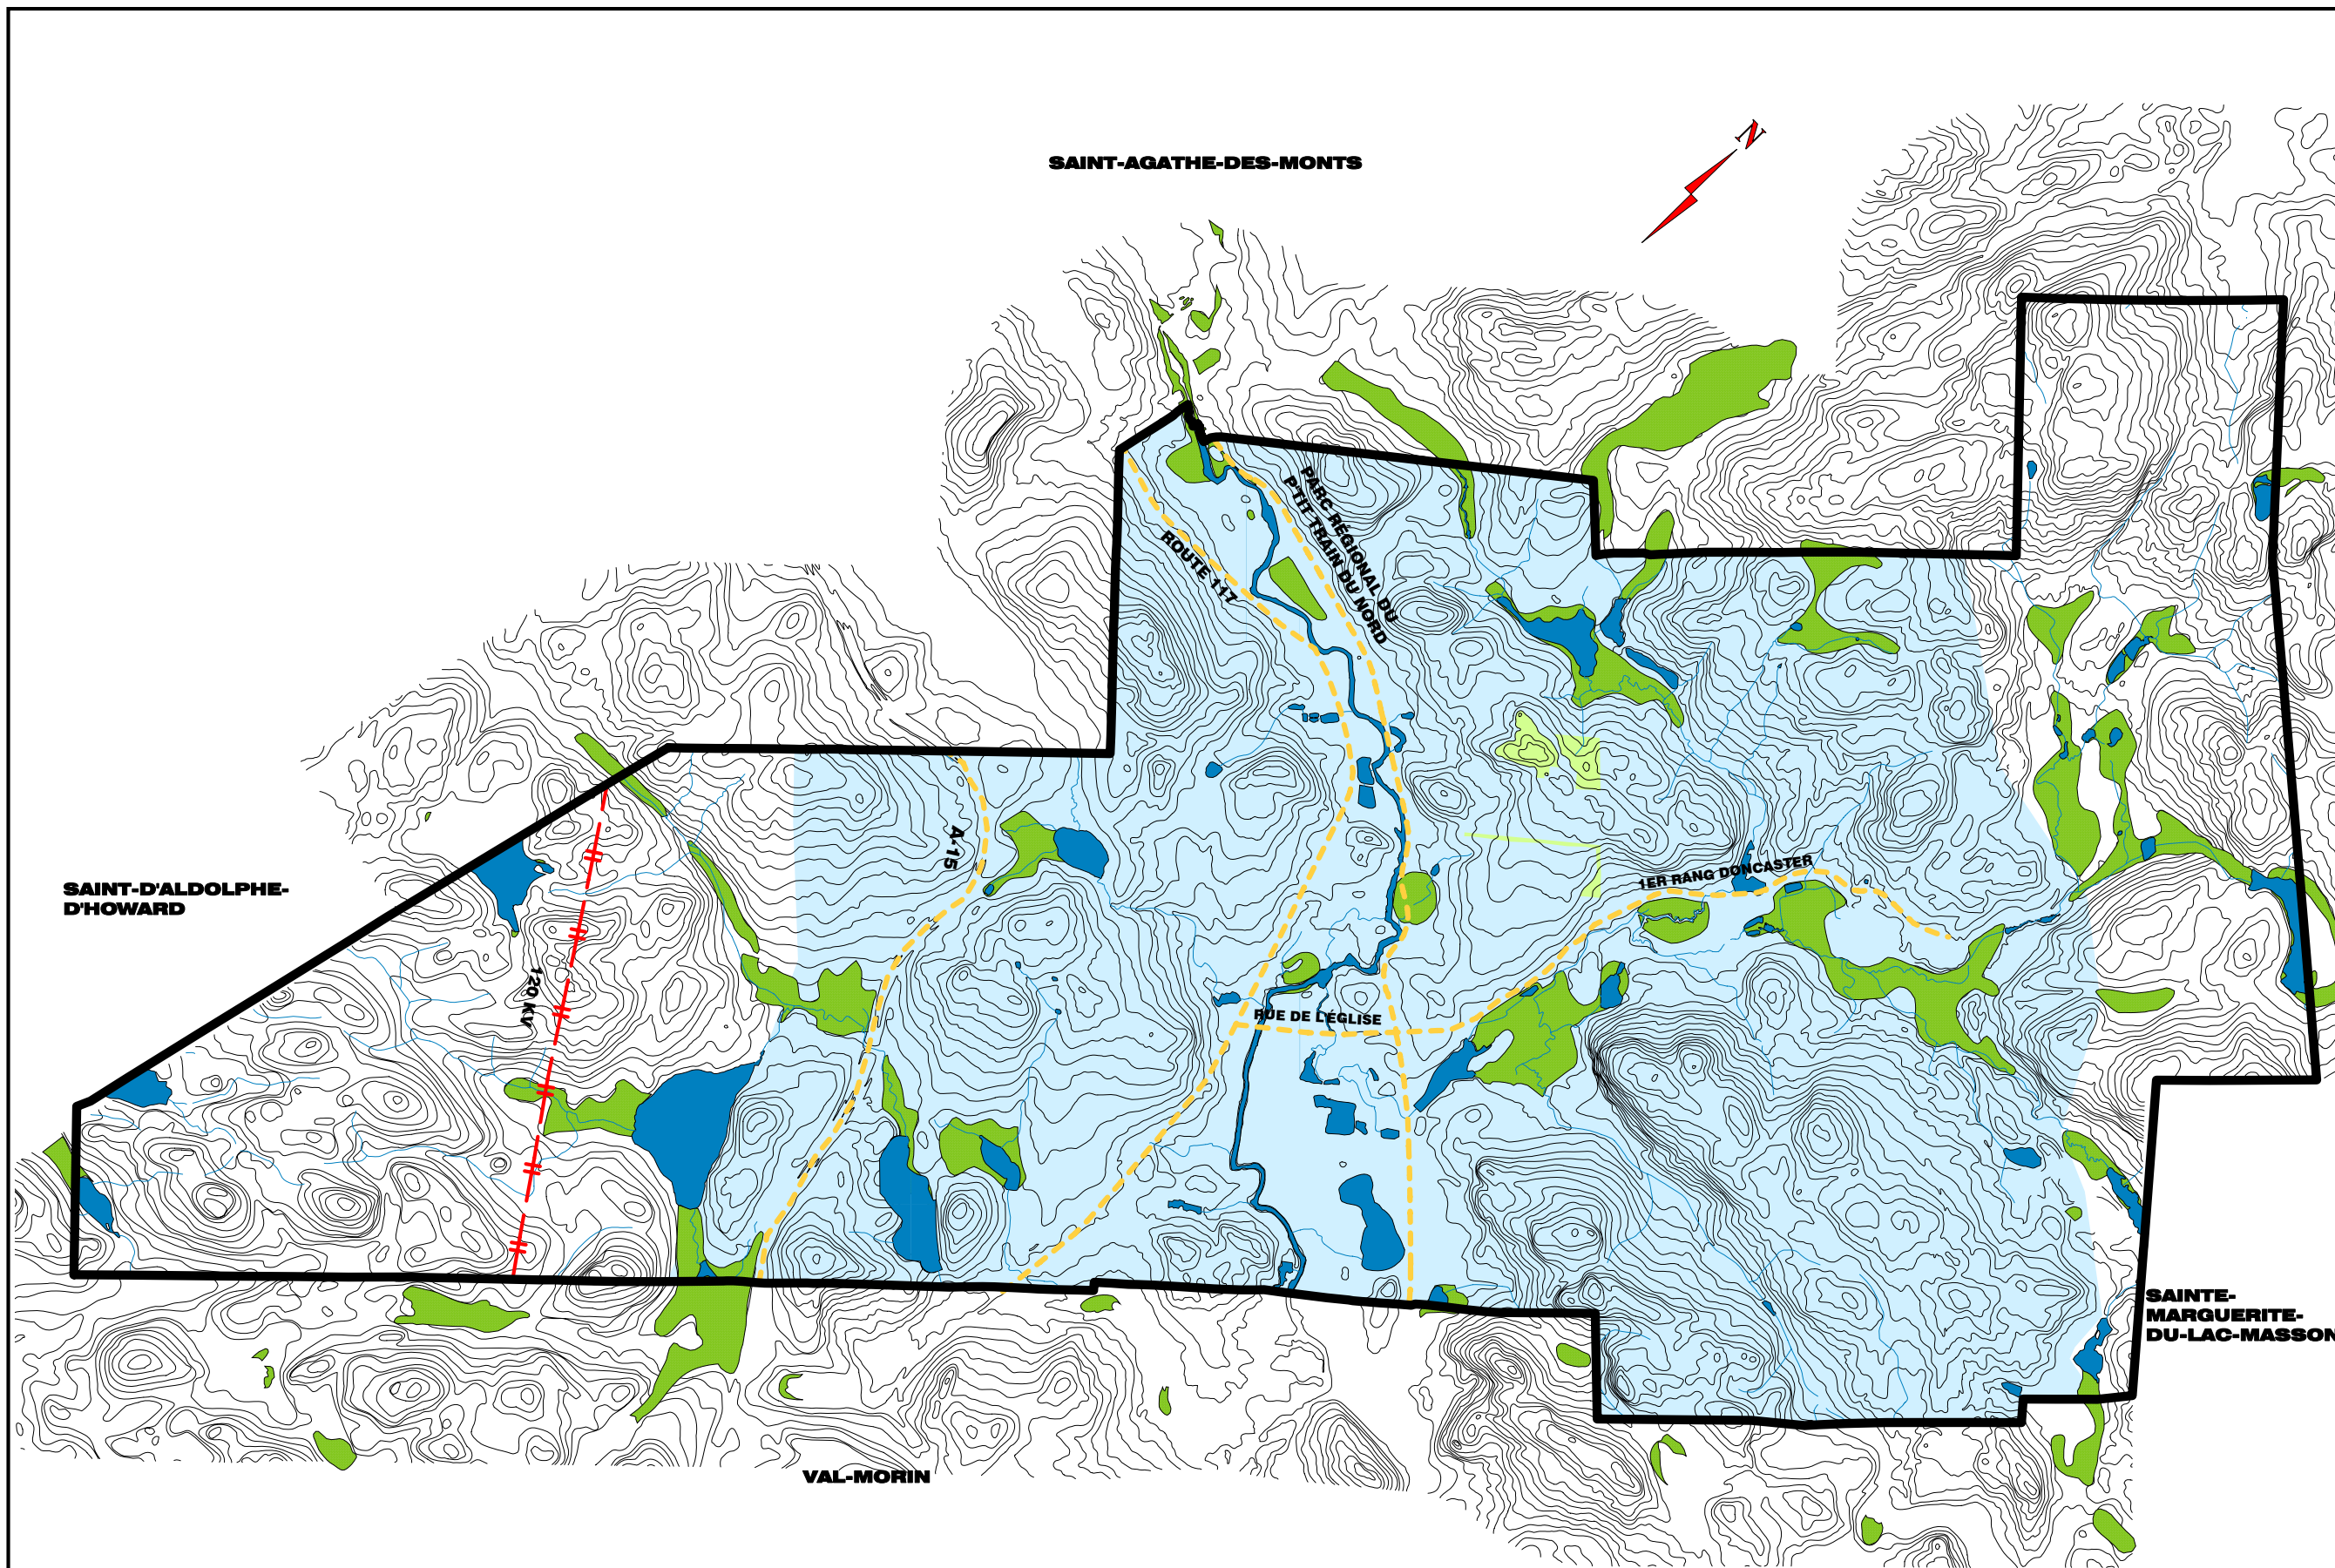 N
SAINT-AGATHE-DES-MONTS
PARC RÉGIONAL DU
P'TIT TRAIN DU NORD
ROUTE 117
A-15
1ER RANG DONCASTER
SAINT-D'ALDOLPHE-
D'HOWARD
120 KV
RUE DE L'ÉGLISE
SAINTE-
MARGUERITE-
DU-LAC-MASSON
VAL-MORIN